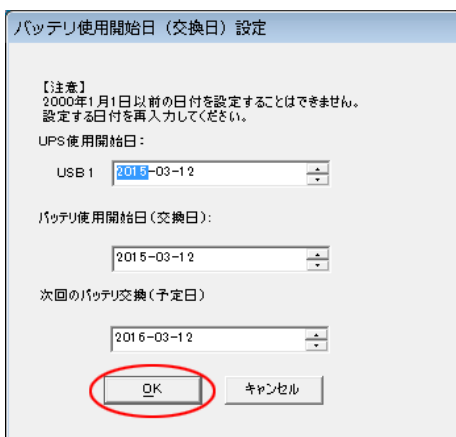 バッテリ使用開始日（交換日）設定
【注意】
2000年1月1日以前の日付を設定することはできません。
設定する日付を再入力してください。
UPS使用開始日：
USB1 2015-03-12
バッテリ使用開始日(交換日):
2015-03-12
次回のバッテリ交換(予定日)
2016-03-12
OK キャンセル